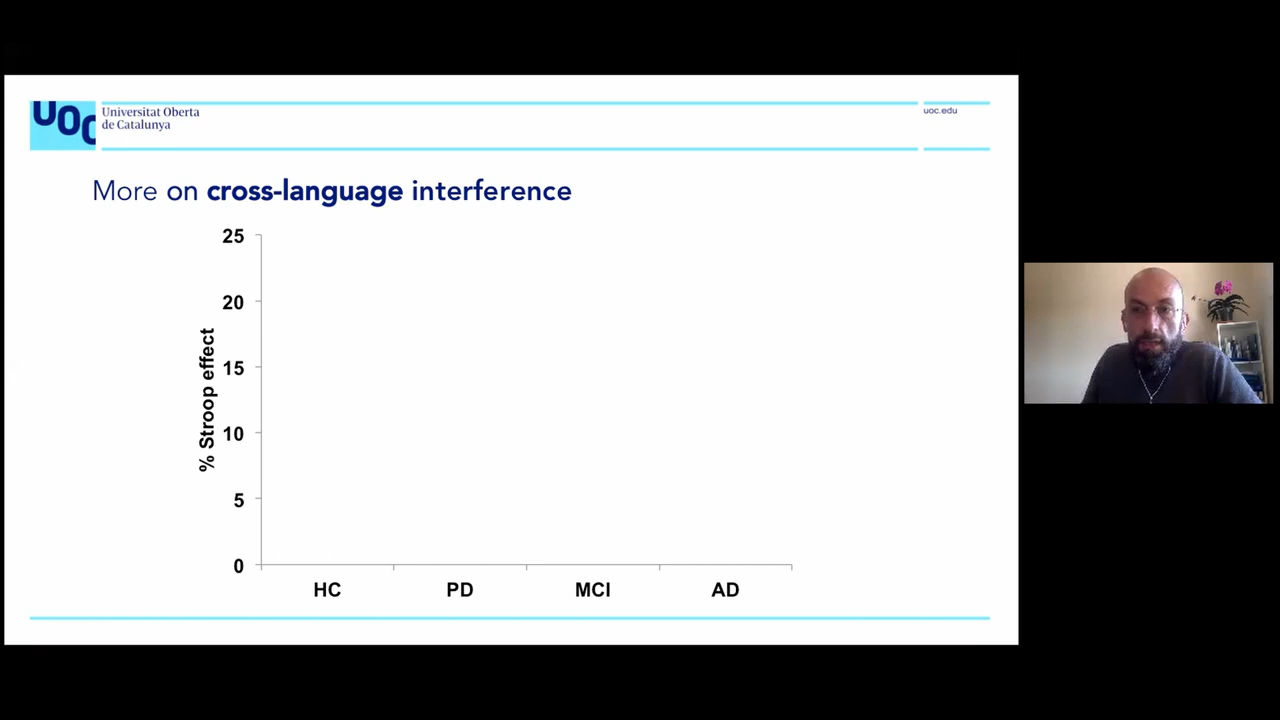 UOC
Universitat Oberta
de Catalunya
uoc.edu
More on cross-language interference
% Stroop effect
25
20
15
10
5
0
HC PD MCI AD